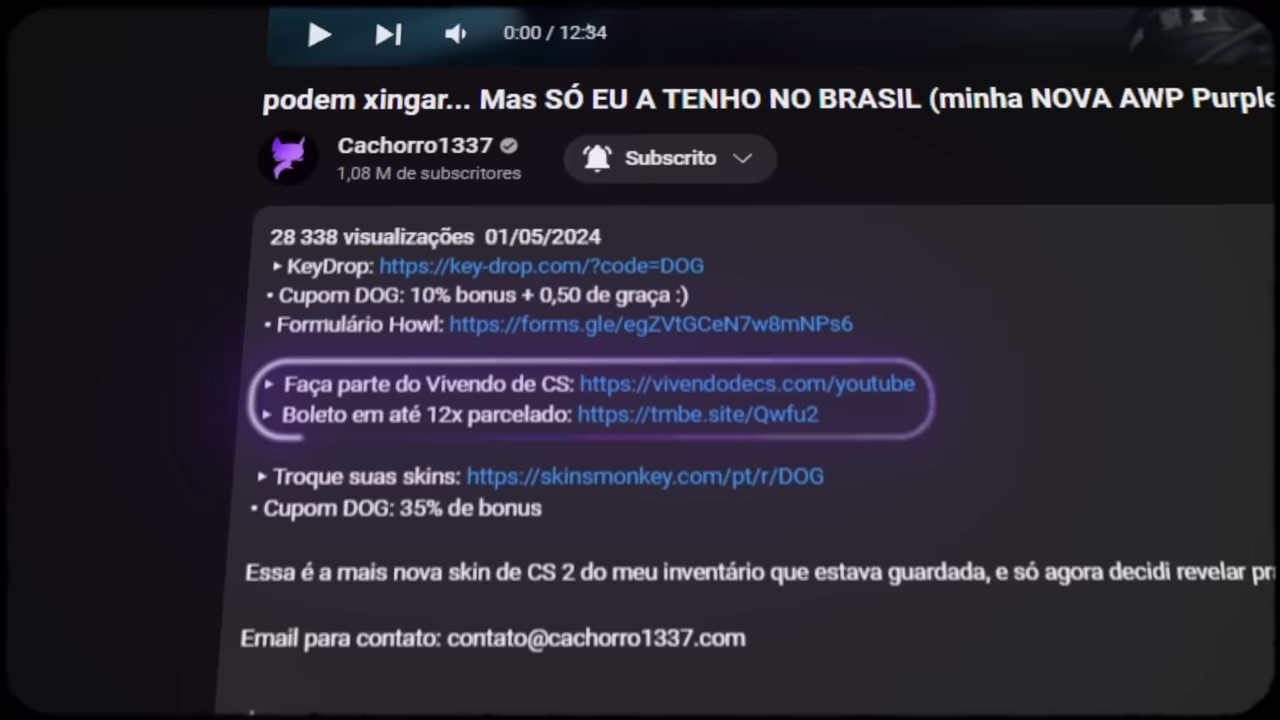 0:00 / 12:34
podem xingar... Mas SÓ EU A TENHO NO BRASIL (minha NOVA AWP Purple
Cachorro1337
Subscrito
1,08 M de subscritores
28 338 visualizações 01/05/2024
▸ KeyDrop: https://key-drop.com/?code=DOG
• Cupom DOG: 10% bonus + 0,50 de graça :)
• Formulário Howl: https://forms.gle/egZVtGCeN7w8mNPs6
▸ Faça parte do Vivendo de CS: https://vivendodecs.com/youtube
▸ Boleto em até 12x parcelado: https://tmbe.site/Qwfu2
▸ Troque suas skins: https://skinsmonkey.com/pt/r/DOG
• Cupom DOG: 35% de bonus
Essa é a mais nova skin de CS 2 do meu inventário que estava guardada, e só agora decidi revelar
Email para contato: contato@cachorro1337.com